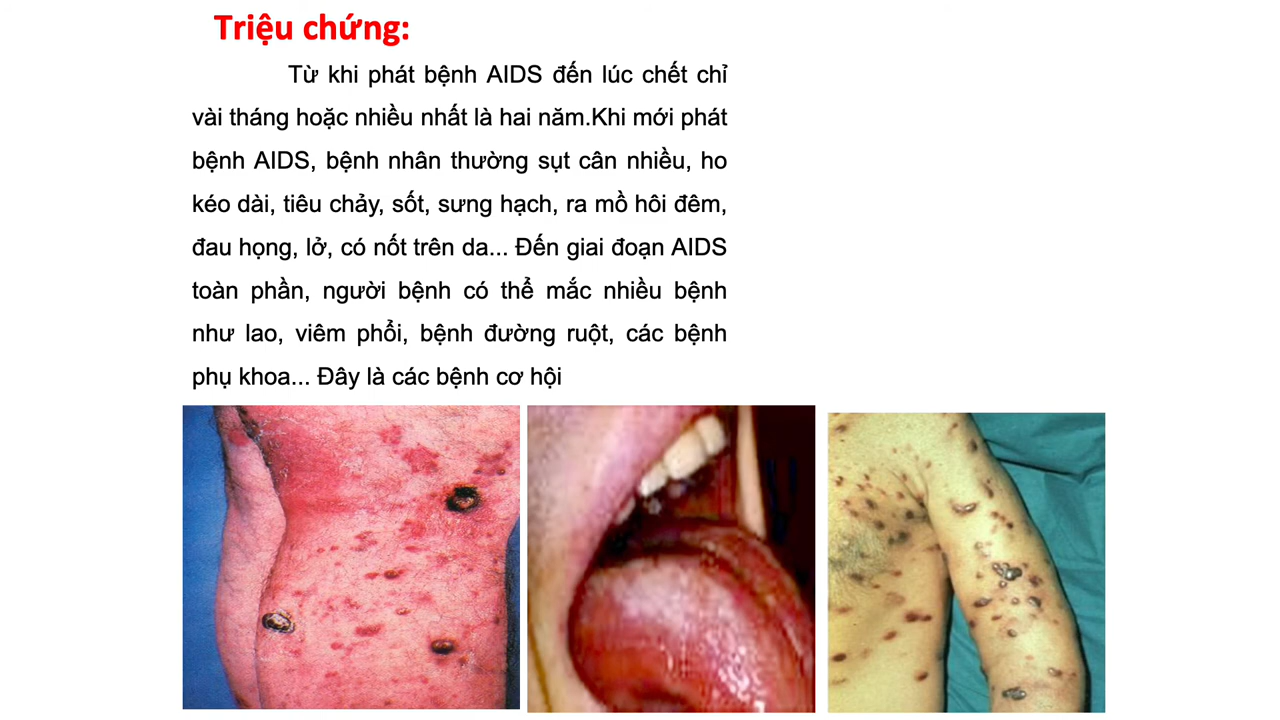 Triệu chứng:
Từ khi phát bệnh AIDS đến lúc chết chỉ
vài tháng hoặc nhiều nhất là hai năm.Khi mới phát
bệnh AIDS, bệnh nhân thường sụt cân nhiều, ho
kéo dài, tiêu chảy, sốt, sưng hạch, ra mồ hôi đêm,
đau họng, lở, có nốt trên da... Đến giai đoạn AIDS
toàn phần, người bệnh có thể mắc nhiều bệnh
như lao, viêm phổi, bệnh đường ruột, các bệnh
phụ khoa... Đây là các bệnh cơ hội